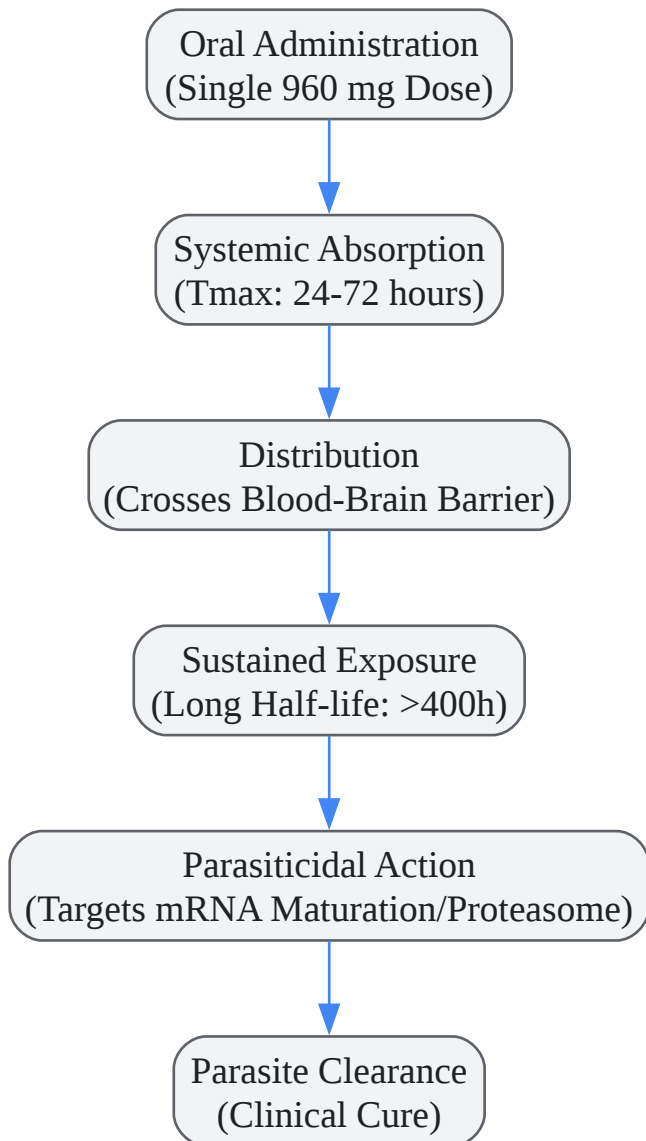 Oral Administration
(Single 960 mg Dose)
Systemic Absorption
(Tmax: 24-72 hours)
Distribution
(Crosses Blood-Brain Barrier)
Sustained Exposure
(Long Half-life: >400h)
Parasiticidal Action
(Targets mRNA Maturation/Proteasome)
Parasite Clearance
(Clinical Cure)